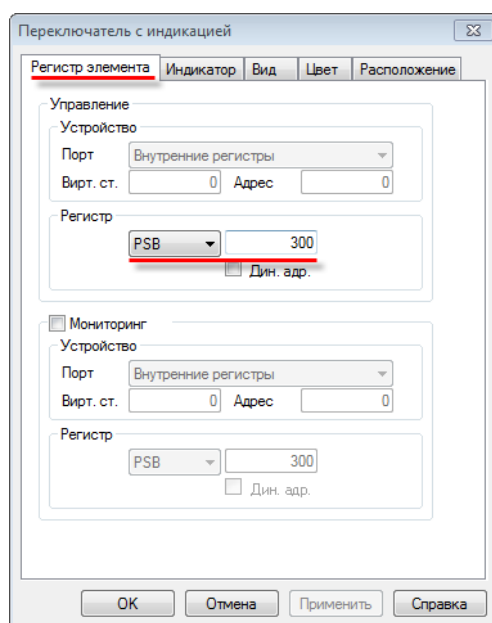 Переключатель с индикацией
Регистр элемента Индикатор Вид Цвет Расположение
Управление
Устройство
Порт Внутренние регистры
Вирт. ст. 0 Адрес 0
Регистр
PSB 300
Дин. адр.
Мониторинг
Устройство
Порт Внутренние регистры
Вирт. ст. 0 Адрес 0
Регистр
PSB 300
Дин. адр.
OK Отмена Применить Справка